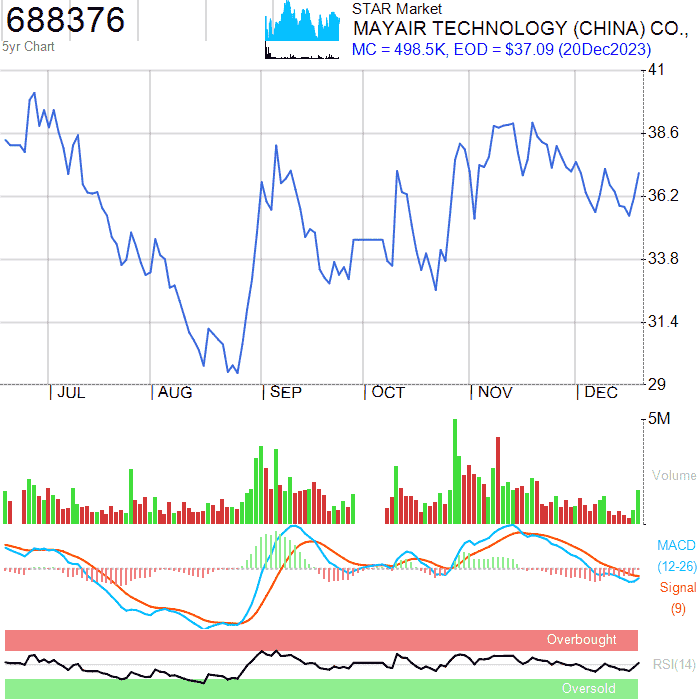 688376
5yr Chart
STAR Market
MAYAIR TECHNOLOGY (CHINA) CO.,
MC = 498.5K, EOD = $37.09 (20Dec2023)
41
38.6
36.2
33.8
31.4
29
JUL
AUG
SEP
OCT
NOV
DEC
5M
Volume
MACD
(12-26)
Signal
(9)
Overbought
RSI(14)
Oversold